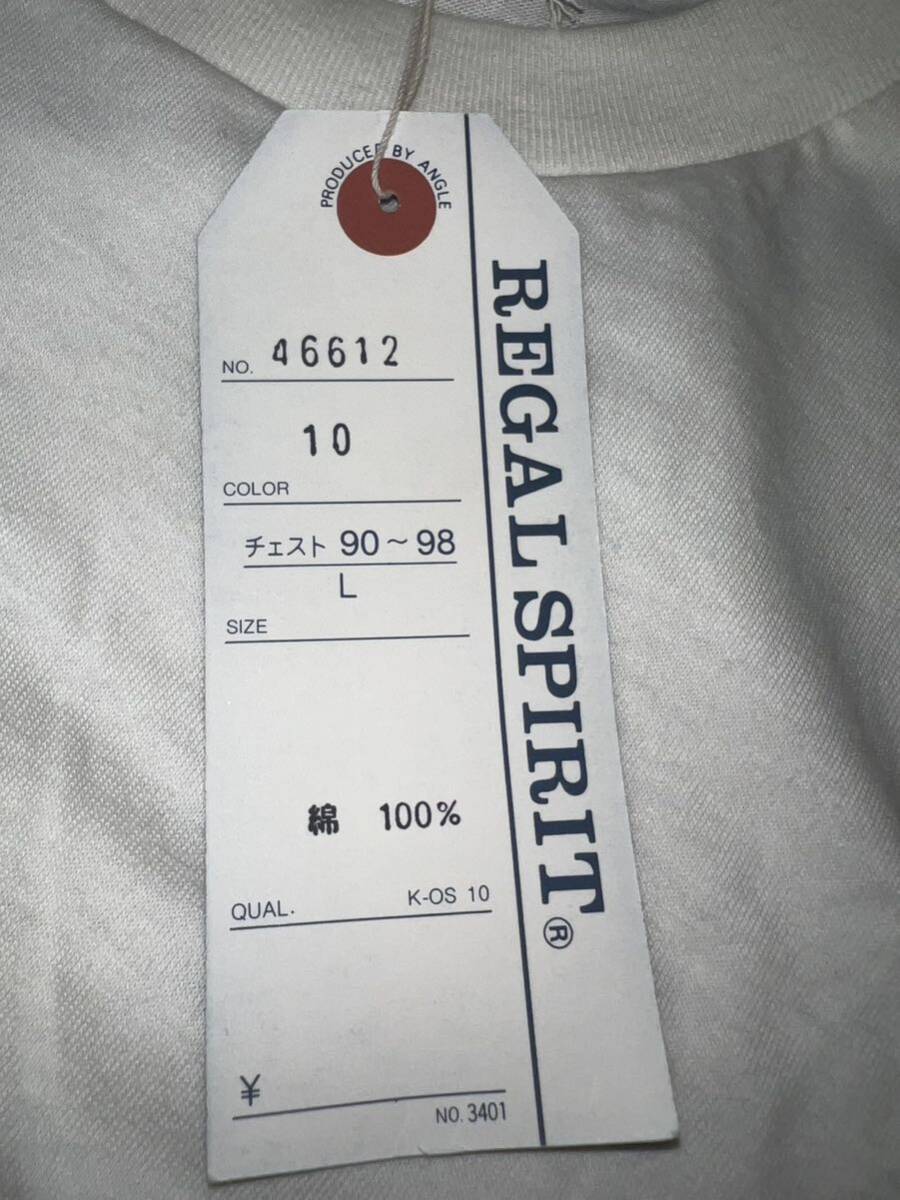 PRODUCED BY ANGLE
NO. 46612
10
COLOR
チェスト 90～98
L
SIZE
綿 100%
QUAL. K-OS 10
¥
NO. 3401
REGAL SPIRIT®